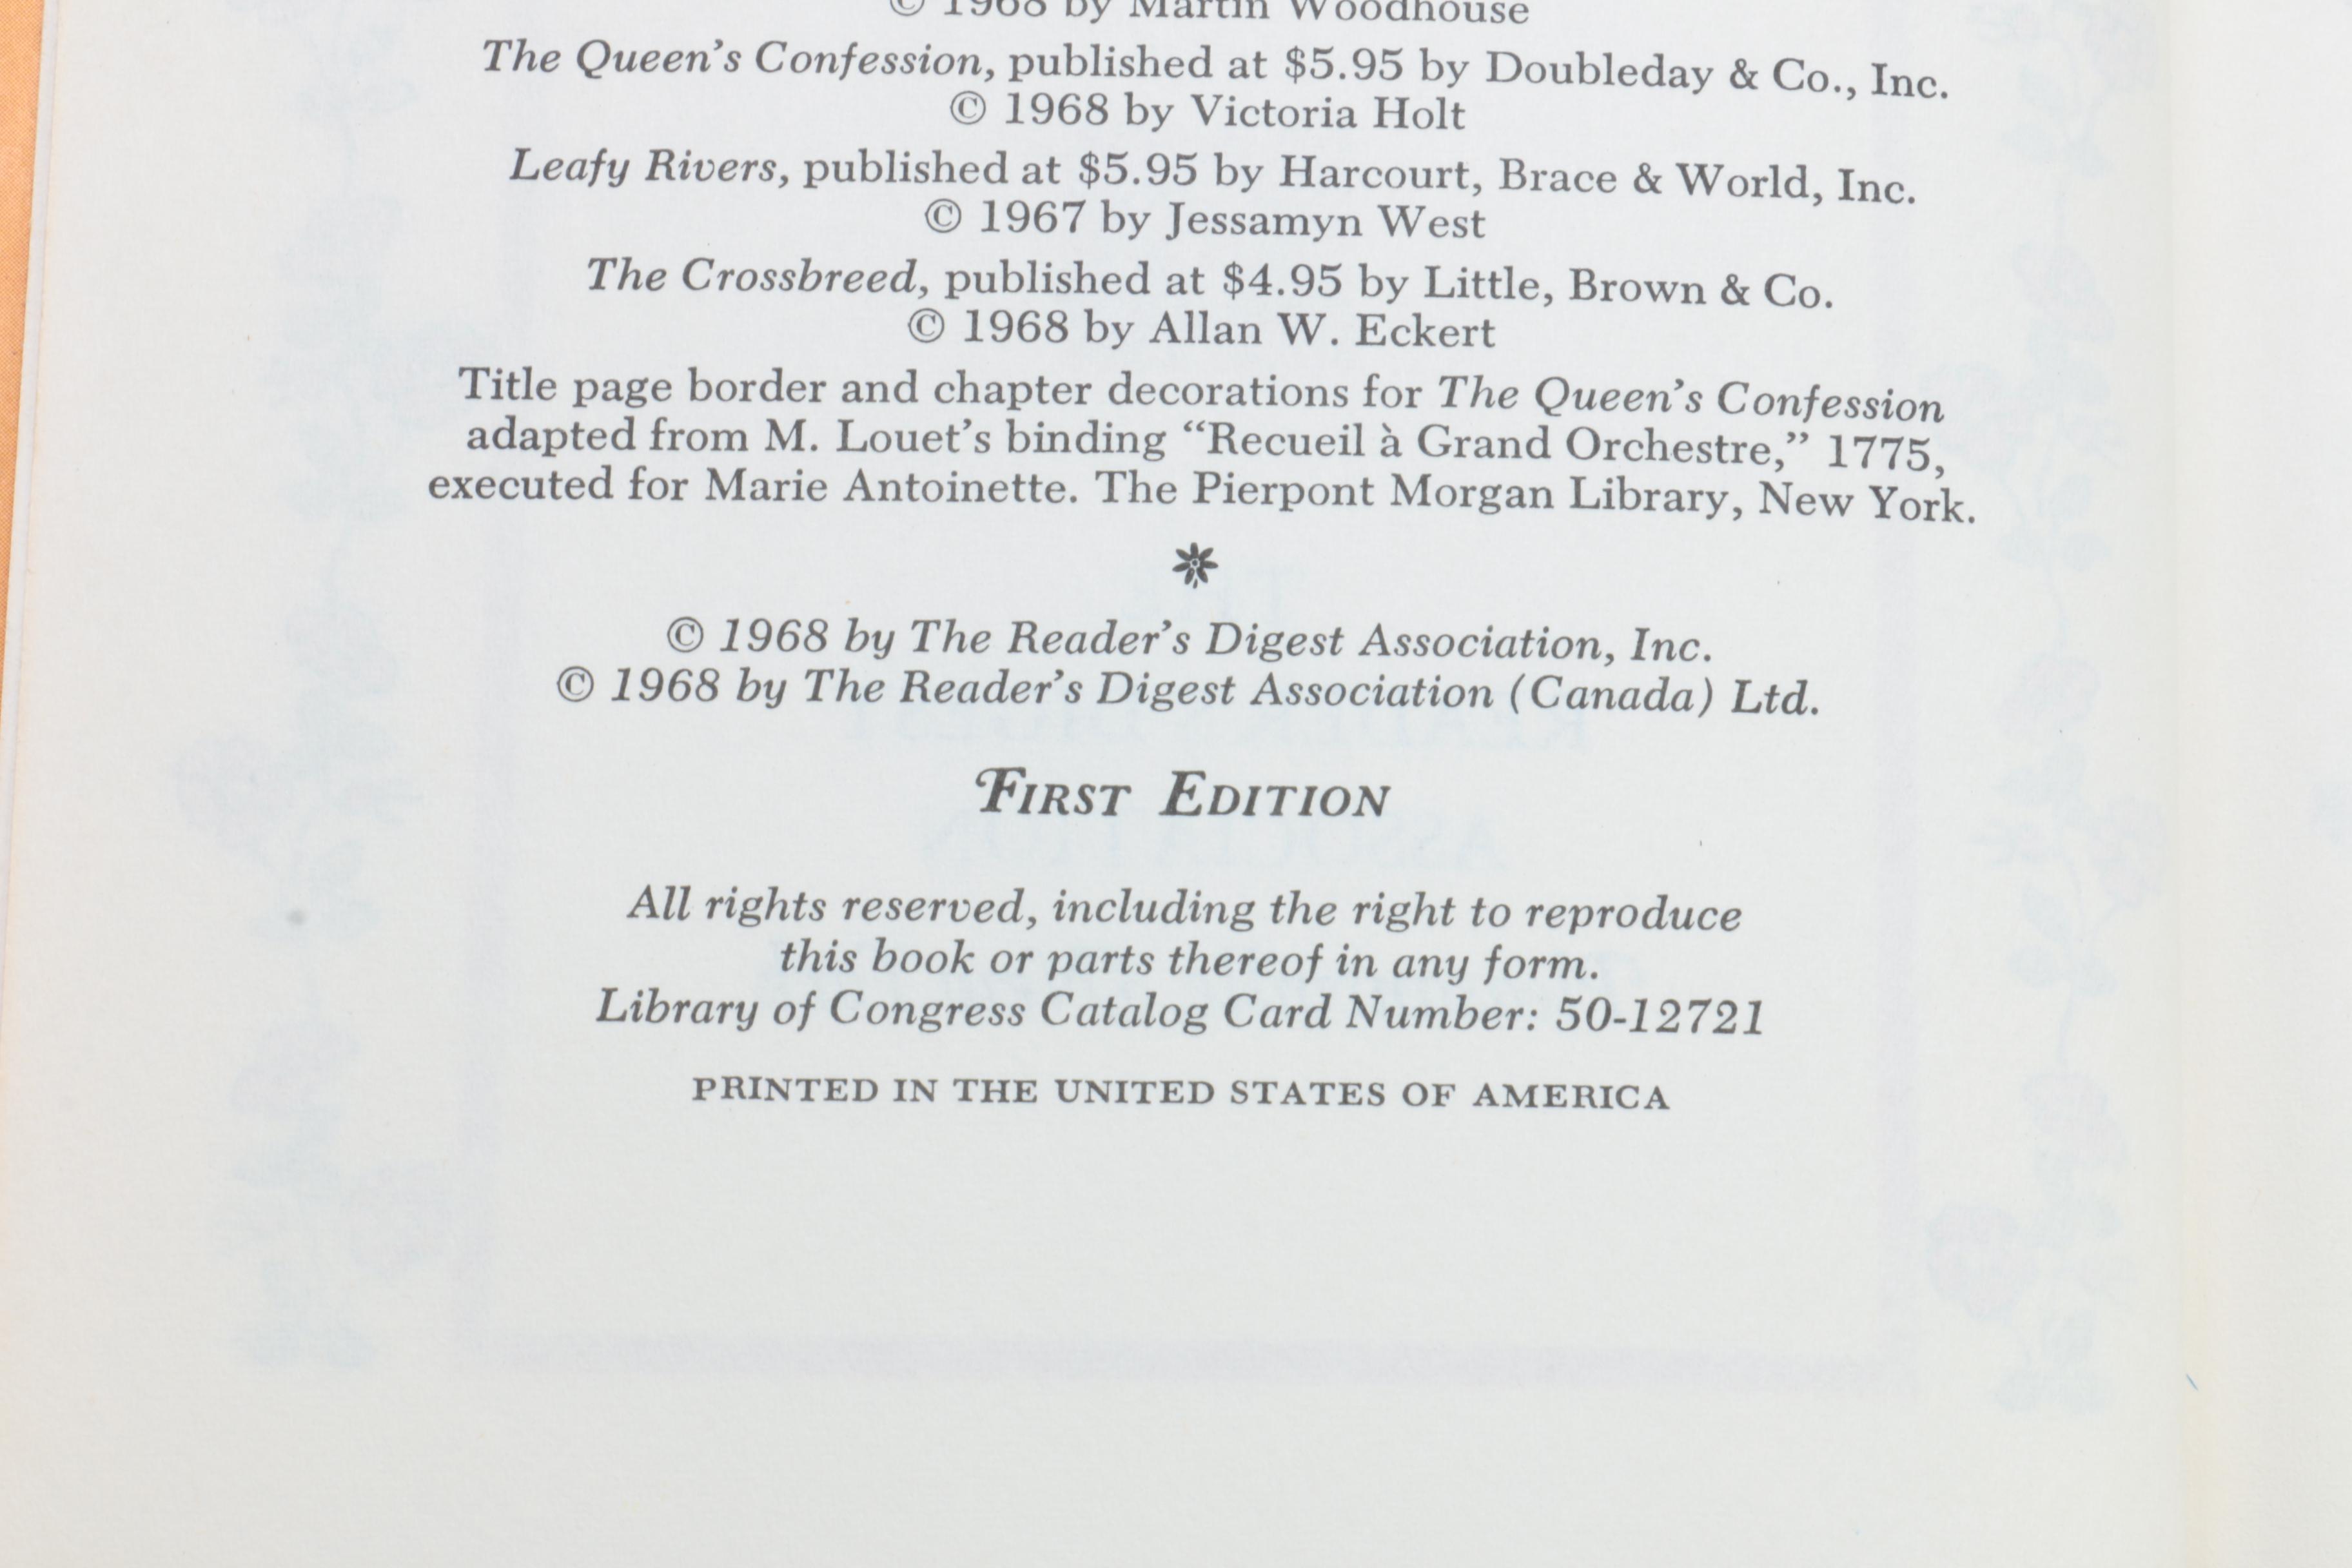 © 1968 by Martin Woodhouse
The Queen's Confession, published at $5.95 by Doubleday & Co., Inc.
© 1968 by Victoria Holt
Leafy Rivers, published at $5.95 by Harcourt, Brace & World, Inc.
© 1967 by Jessamyn West
The Crossbreed, published at $4.95 by Little, Brown & Co.
© 1968 by Allan W. Eckert
Title page border and chapter decorations for The Queen's Confession
adapted from M. Louet's binding “Recueil à Grand Orchestre,” 1775,
executed for Marie Antoinette. The Pierpont Morgan Library, New York.
© 1968 by The Reader's Digest Association, Inc.
© 1968 by The Reader's Digest Association (Canada) Ltd.
FIRST EDITION
All rights reserved, including the right to reproduce
this book or parts thereof in any form.
Library of Congress Catalog Card Number: 50-12721
PRINTED IN THE UNITED STATES OF AMERICA